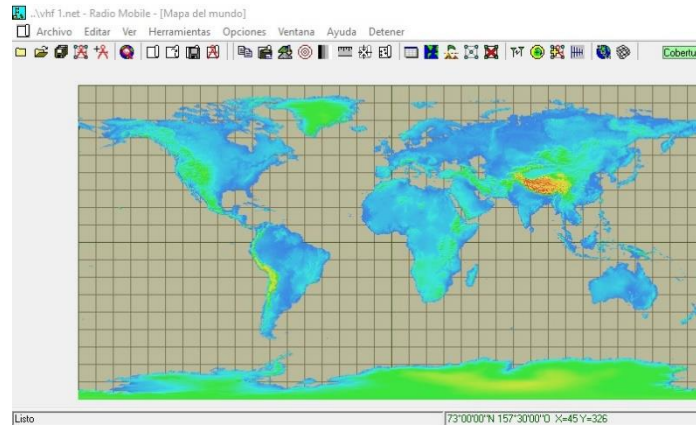 ..\vhf 1.net - Radio Mobile - [Mapa del mundo]
Archivo Editar Ver Herramientas Opciones Ventana Ayuda Detener
Cobertu
Listo 73°00'00''N 157°30'00''O X=45 Y=326